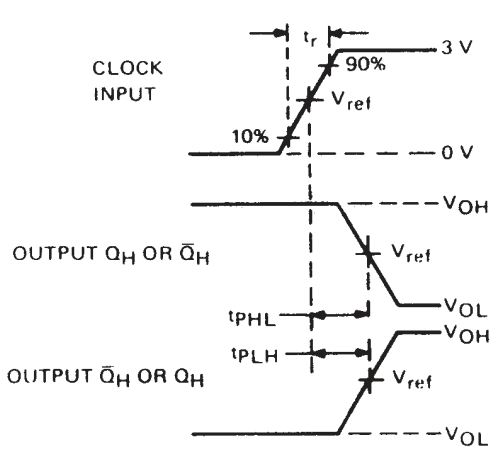 tr
3 V
CLOCK
INPUT
90%
Vref
10%
0 V
VOH
OUTPUT QH OR Q̄H
Vref
tPHL
VOL
VOH
tPLH
OUTPUT Q̄H OR QH
Vref
VOL